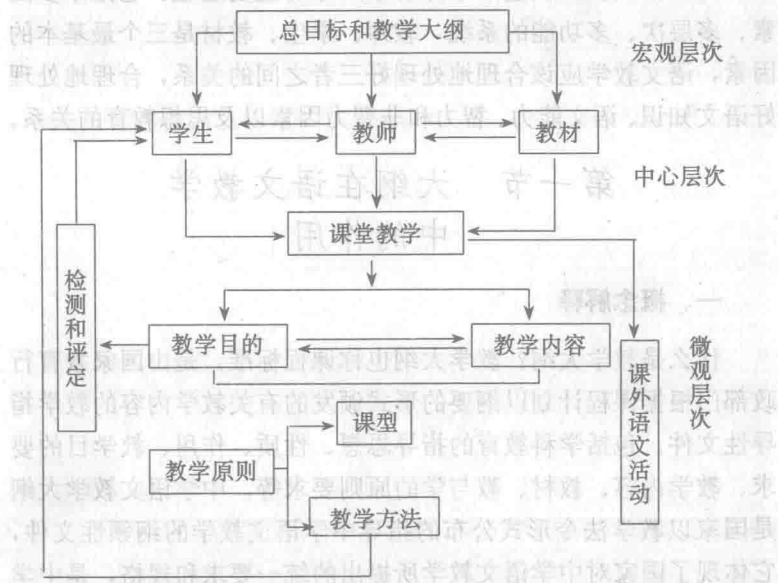 总目标和教学大纲
宏观层次
学生
教师
教材
中心层次
课堂教学
检测和评定
教学目的
教学内容
课外语文活动
微观层次
课型
教学原则
教学方法